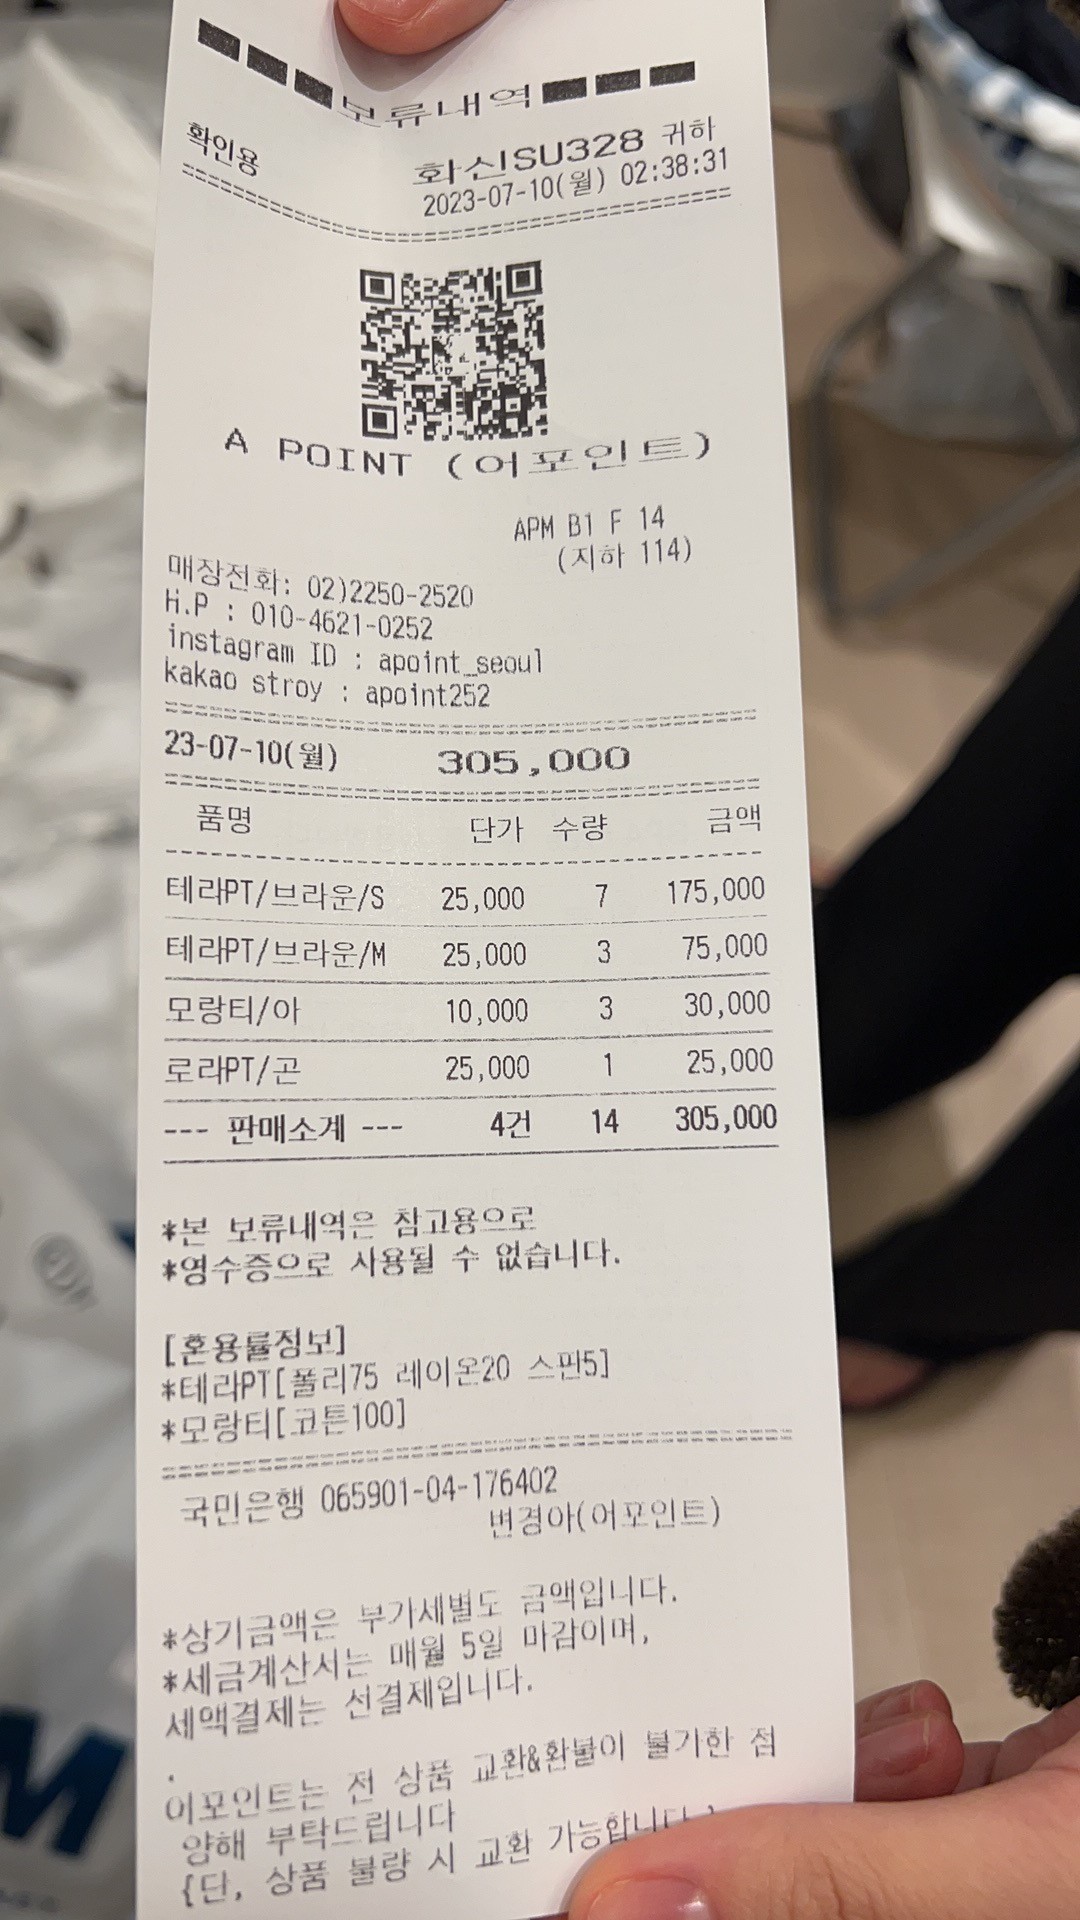 보류내역
확인용
화신SU328 귀하
2023-07-10(월) 02:38:31
A POINT (어포인트)
APM B1 F 14
(지하 114)
매장전화: 02)2250-2520
H.P : 010-4621-0252
instagram ID : apoint_seoul
kakao stroy : apoint252
23-07-10(월) 305,000
품명 단가 수량 금액
테라PT/브라운/S 25,000 7 175,000
테라PT/브라운/M 25,000 3 75,000
모랑티/아 10,000 3 30,000
로라PT/곤 25,000 1 25,000
--- 판매소계 --- 4건 14 305,000
*본 보류내역은 참고용으로
*영수증으로 사용될 수 없습니다.
[혼용률정보]
*테라PT[폴리75 레이온20 스판5]
*모랑티[코튼100]
국민은행 065901-04-176402
변경아(어포인트)
*상기금액은 부가세별도 금액입니다.
*세금계산서는 매월 5일 마감이며,
세액결제는 선결제입니다.
.
어포인트는 전 상품 교환&환불이 불가한 점
양해 부탁드립니다
{단, 상품 불량 시 교환 가능합니다.}
M